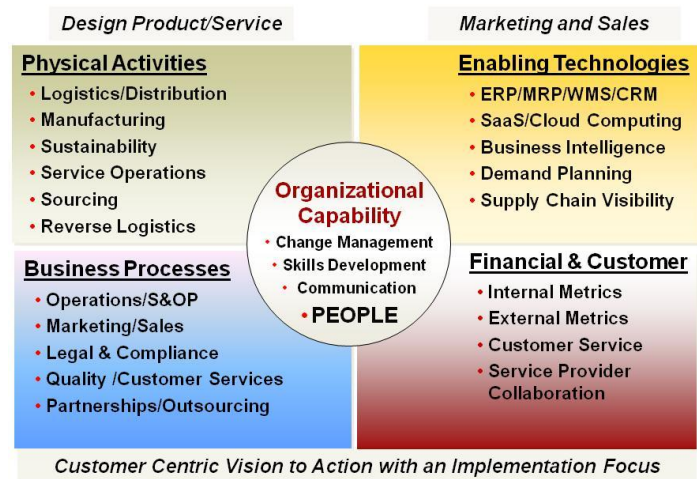 Design Product/Service
Marketing and Sales
Physical Activities
• Logistics/Distribution
• Manufacturing
• Sustainability
• Service Operations
• Sourcing
• Reverse Logistics
Enabling Technologies
• ERP/MRP/WMS/CRM
• SaaS/Cloud Computing
• Business Intelligence
• Demand Planning
• Supply Chain Visibility
Organizational
Capability
• Change Management
• Skills Development
• Communication
• PEOPLE
Business Processes
• Operations/S&OP
• Marketing/Sales
• Legal & Compliance
• Quality /Customer Services
• Partnerships/Outsourcing
Financial & Customer
• Internal Metrics
• External Metrics
• Customer Service
• Service Provider
Collaboration
Customer Centric Vision to Action with an Implementation Focus